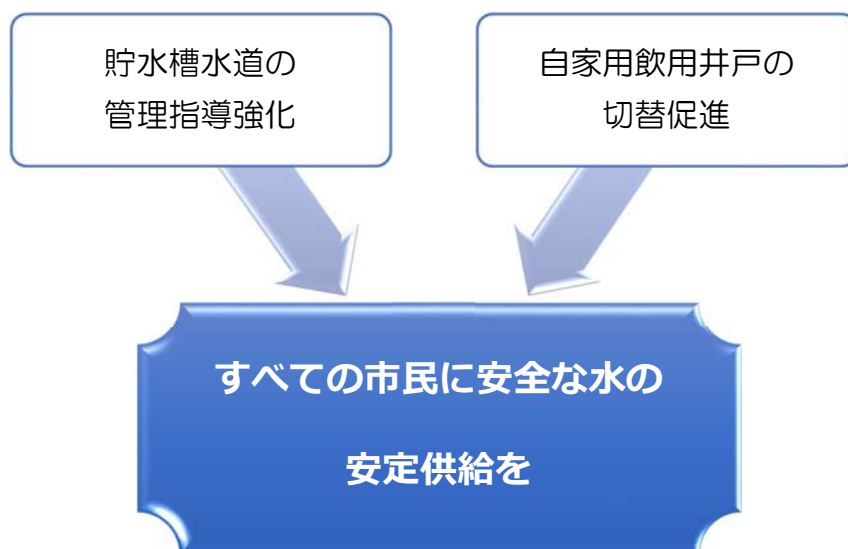 貯水槽水道の
管理指導強化
自家用飲用井戸の
切替促進
すべての市民に安全な水の
安定供給を